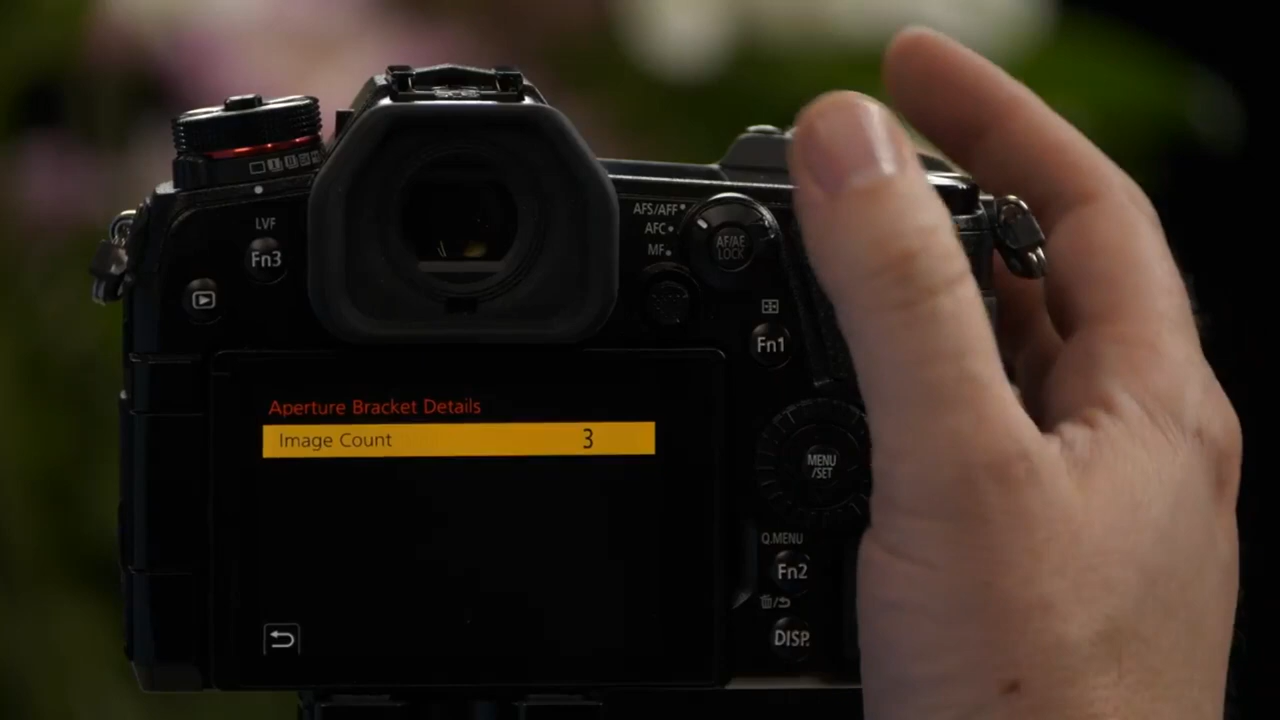 LVF
Fn3
AFS/AFF
AFC
MF
AF/AE
LOCK
Fn1
Aperture Bracket Details
Image Count 3
MENU
/SET
Q.MENU
Fn2
DISP.